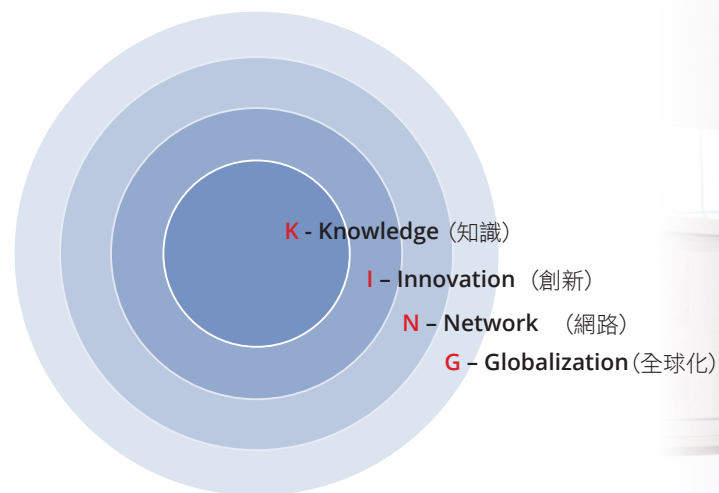 K - Knowledge（知識）
I – Innovation （創新）
N – Network （網路）
G – Globalization（全球化）